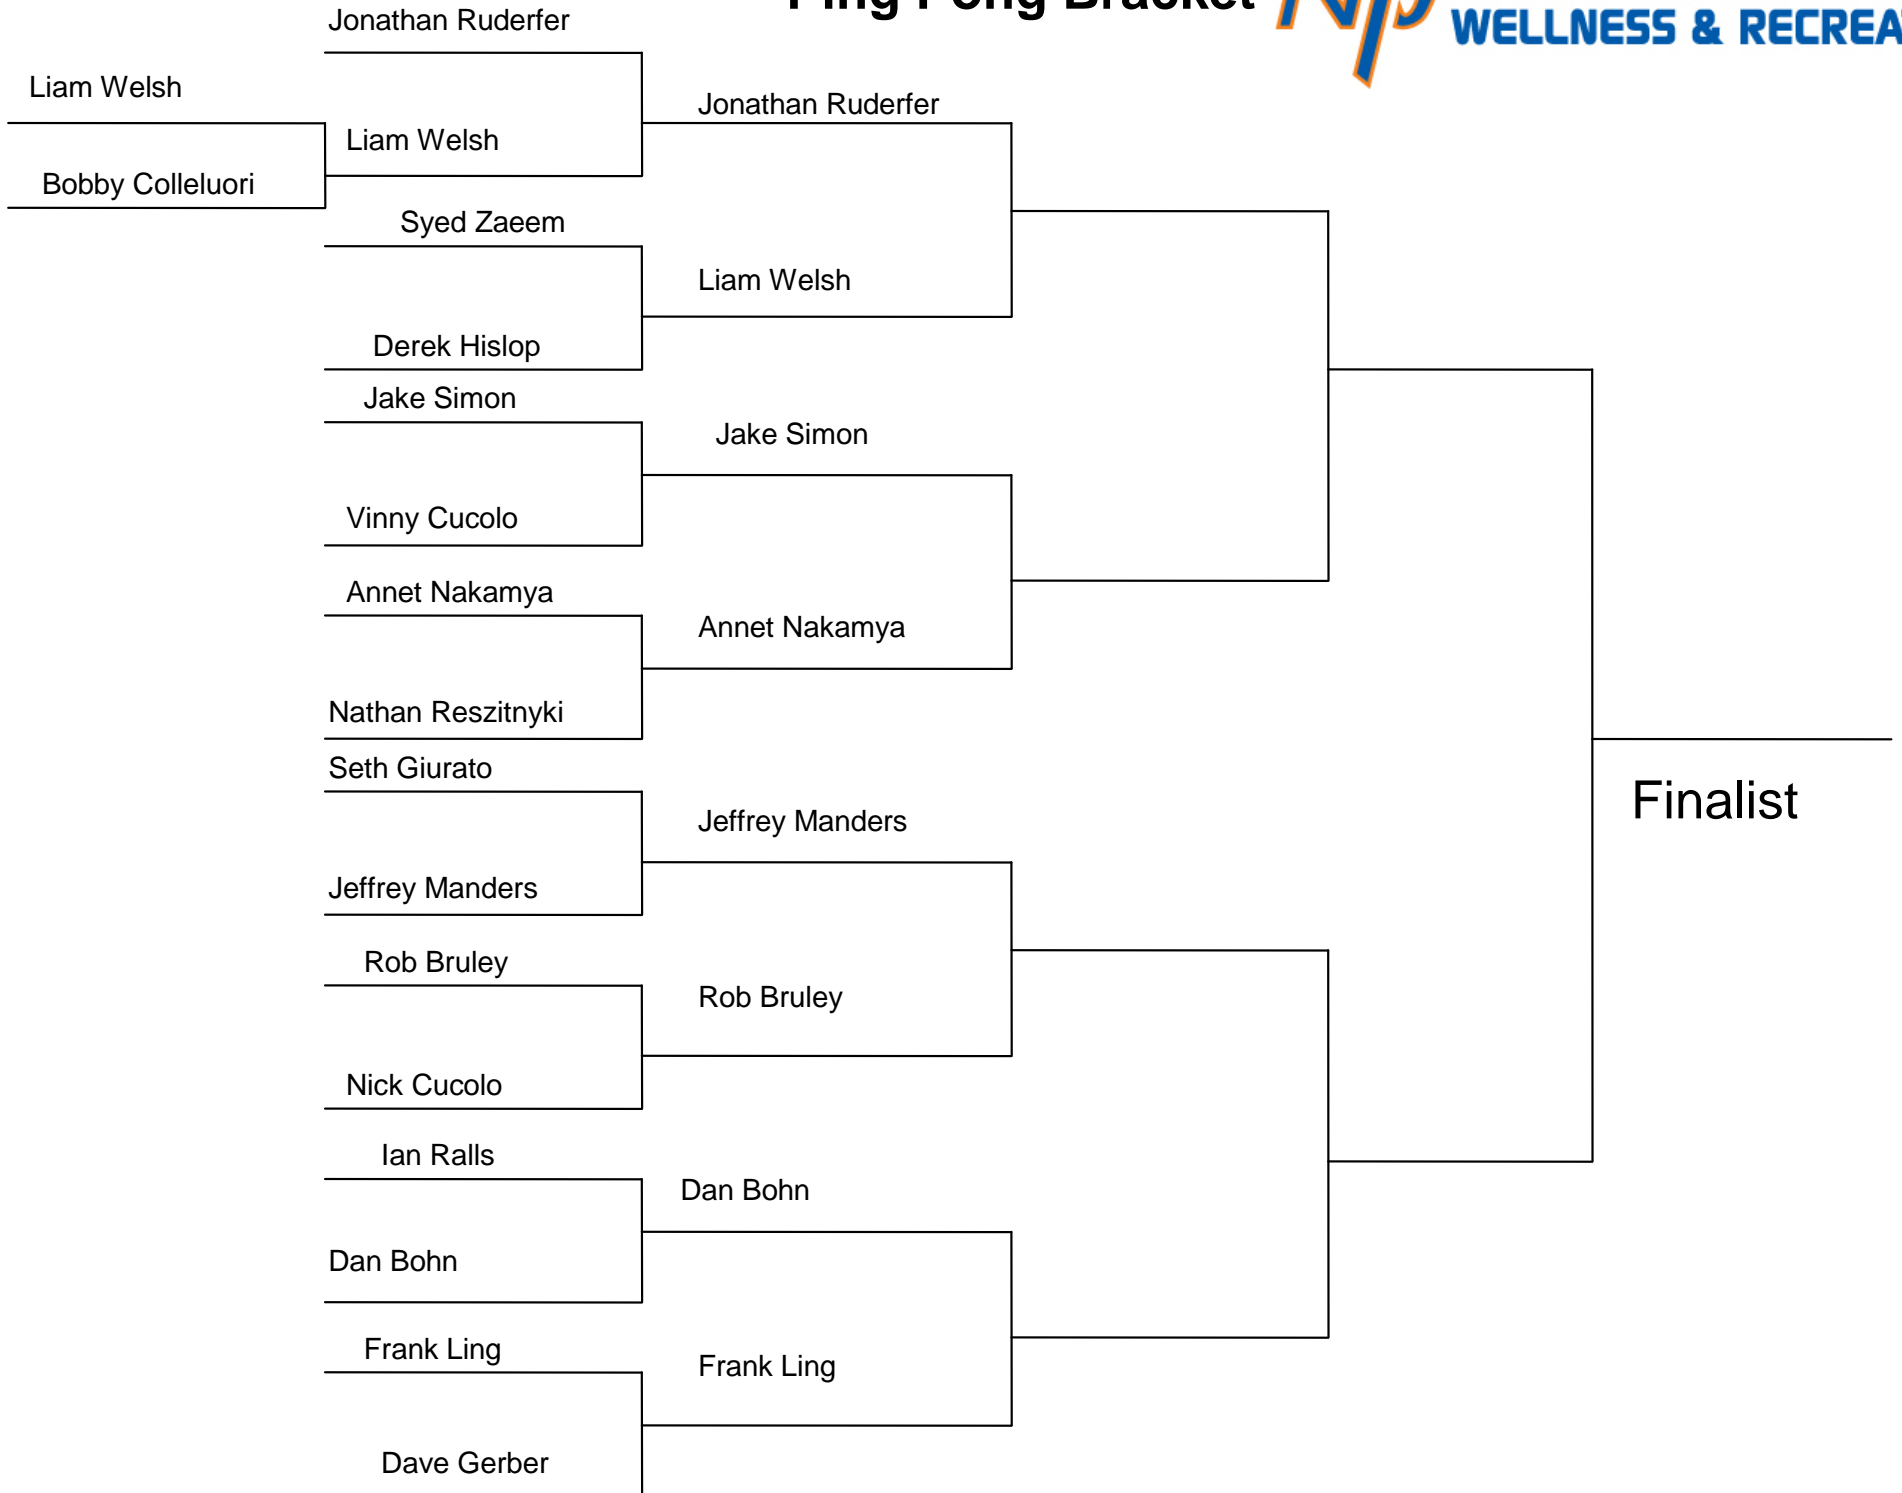 Ping Pong Bracket
WELLNESS & RECREA
Jonathan Ruderfer
Liam Welsh
Bobby Colleluori
Liam Welsh
Syed Zaeem
Derek Hislop
Jake Simon
Vinny Cucolo
Annet Nakamya
Nathan Reszitnyki
Seth Giurato
Jeffrey Manders
Rob Bruley
Nick Cucolo
Ian Ralls
Dan Bohn
Frank Ling
Dave Gerber
Jonathan Ruderfer
Liam Welsh
Jake Simon
Annet Nakamya
Jeffrey Manders
Rob Bruley
Dan Bohn
Frank Ling
Finalist